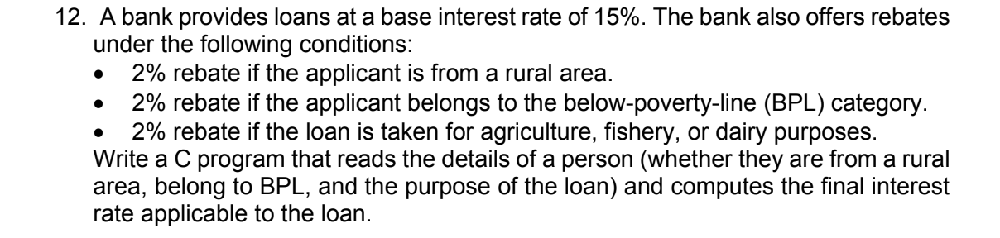 12. A bank provides loans at a base interest rate of 15%. The bank also offers rebates
under the following conditions:
• 2% rebate if the applicant is from a rural area.
• 2% rebate if the applicant belongs to the below-poverty-line (BPL) category.
• 2% rebate if the loan is taken for agriculture, fishery, or dairy purposes.
Write a C program that reads the details of a person (whether they are from a rural
area, belong to BPL, and the purpose of the loan) and computes the final interest
rate applicable to the loan.